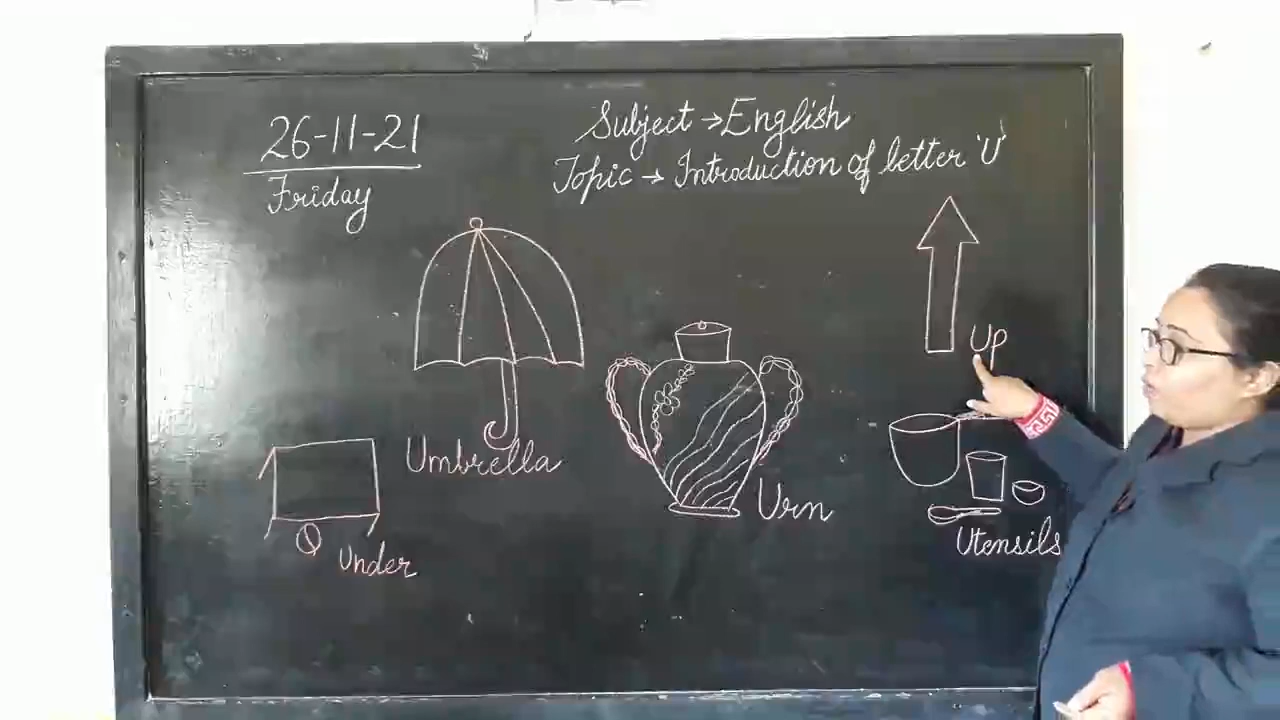 26-11-21
Friday
Subject → English
Topic → Introduction of letter 'U'
Up
Umbrella
Urn
Utensils
Under